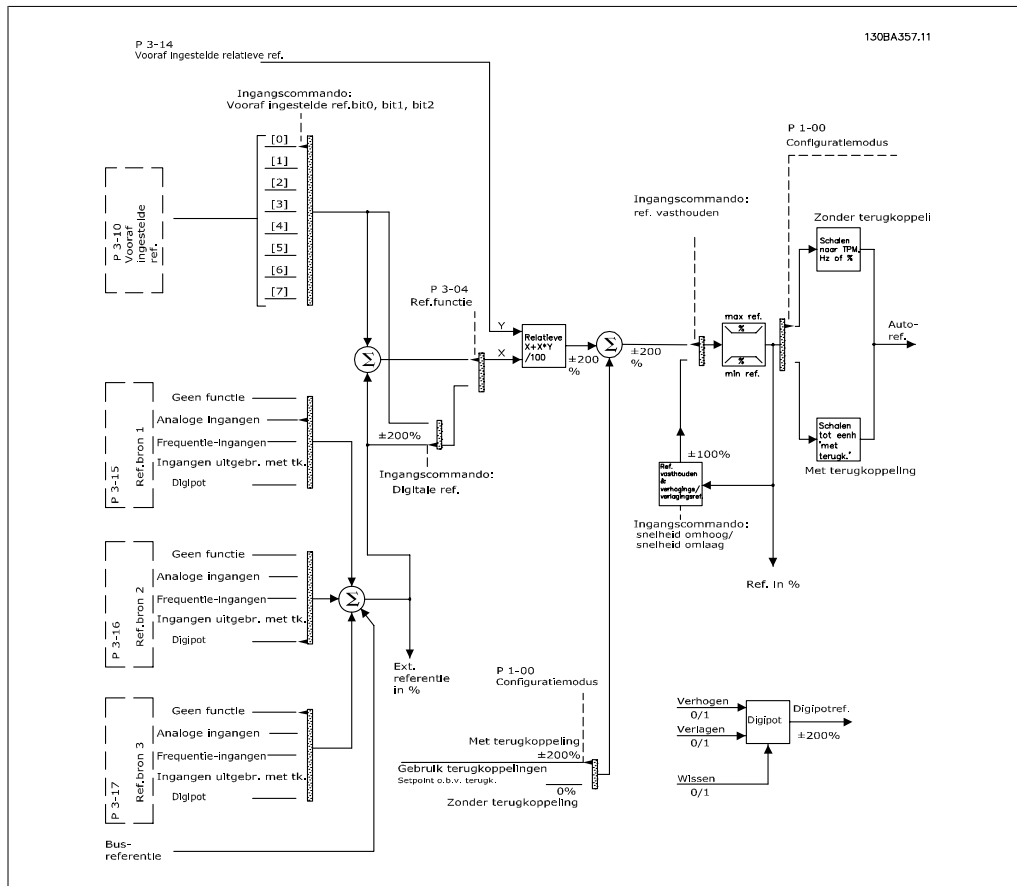 130BA357.11
P 3-14
Vooraf ingestelde relatieve ref.
Ingangscommando:
Vooraf ingestelde ref.bit0, bit1, bit2
[0]
[1]
[2]
[3]
[4]
[5]
[6]
[7]
P 3-10
Vooraf
ingestelde
ref.
P 1-00
Configuratiemodus
Ingangscommando:
ref. vasthouden
Zonder terugkoppeli
Schalen
naar TPM,
Hz of %
P 3-04
Ref.functie
Y
X
Relatieve
X+X*Y
/100
±200
%
Σ
±200
%
max ref.
%
%
min ref.
Auto-
ref.
Σ
Schalen
tot eenh
'met
terugk.'
Met terugkoppeling
±200%
Ingangscommando:
Digitale ref.
±100%
Ref.
vasthouden
&
verhogings/
verlagingsref.
Ingangscommando:
snelheid omhoog/
snelheid omlaag
Ref. in %
P 3-15
Ref.bron 1
Geen functie
Analoge ingangen
Frequentie-ingangen
Ingangen uitgebr. met tk.
Digipot
P 3-16
Ref.bron 2
Geen functie
Analoge ingangen
Frequentie-ingangen
Ingangen uitgebr. met tk.
Digipot
Σ
Ext.
referentie
in %
P 3-17
Ref.bron 3
Geen functie
Analoge ingangen
Frequentie-ingangen
Ingangen uitgebr. met tk.
Digipot
Bus-
referentie
P 1-00
Configuratiemodus
Met terugkoppeling
±200%
Gebruik terugkoppelingen
Setpoint o.b.v. terugk.
0%
Zonder terugkoppeling
Verhogen
0/1
Verlagen
0/1
Wissen
0/1
Digipot
Digipotref.
±200%